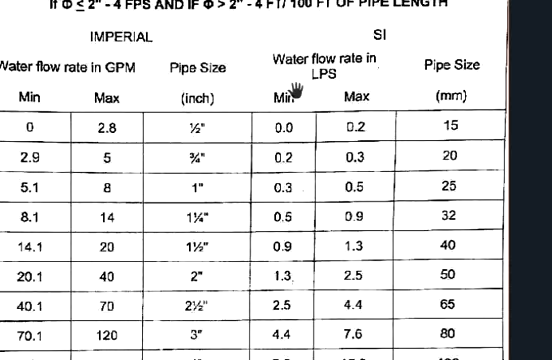 If Φ ≤ 2" - 4 FPS AND IF Φ > 2" - 4 FT/ 100 FT OF PIPE LENGTH
IMPERIAL SI
Water flow rate in GPM Pipe Size Water flow rate in LPS Pipe Size
Min Max (inch) Min Max (mm)
0 2.8 ½" 0.0 0.2 15
2.9 5 ¾" 0.2 0.3 20
5.1 8 1" 0.3 0.5 25
8.1 14 1¼" 0.5 0.9 32
14.1 20 1½" 0.9 1.3 40
20.1 40 2" 1.3 2.5 50
40.1 70 2½" 2.5 4.4 65
70.1 120 3" 4.4 7.6 80